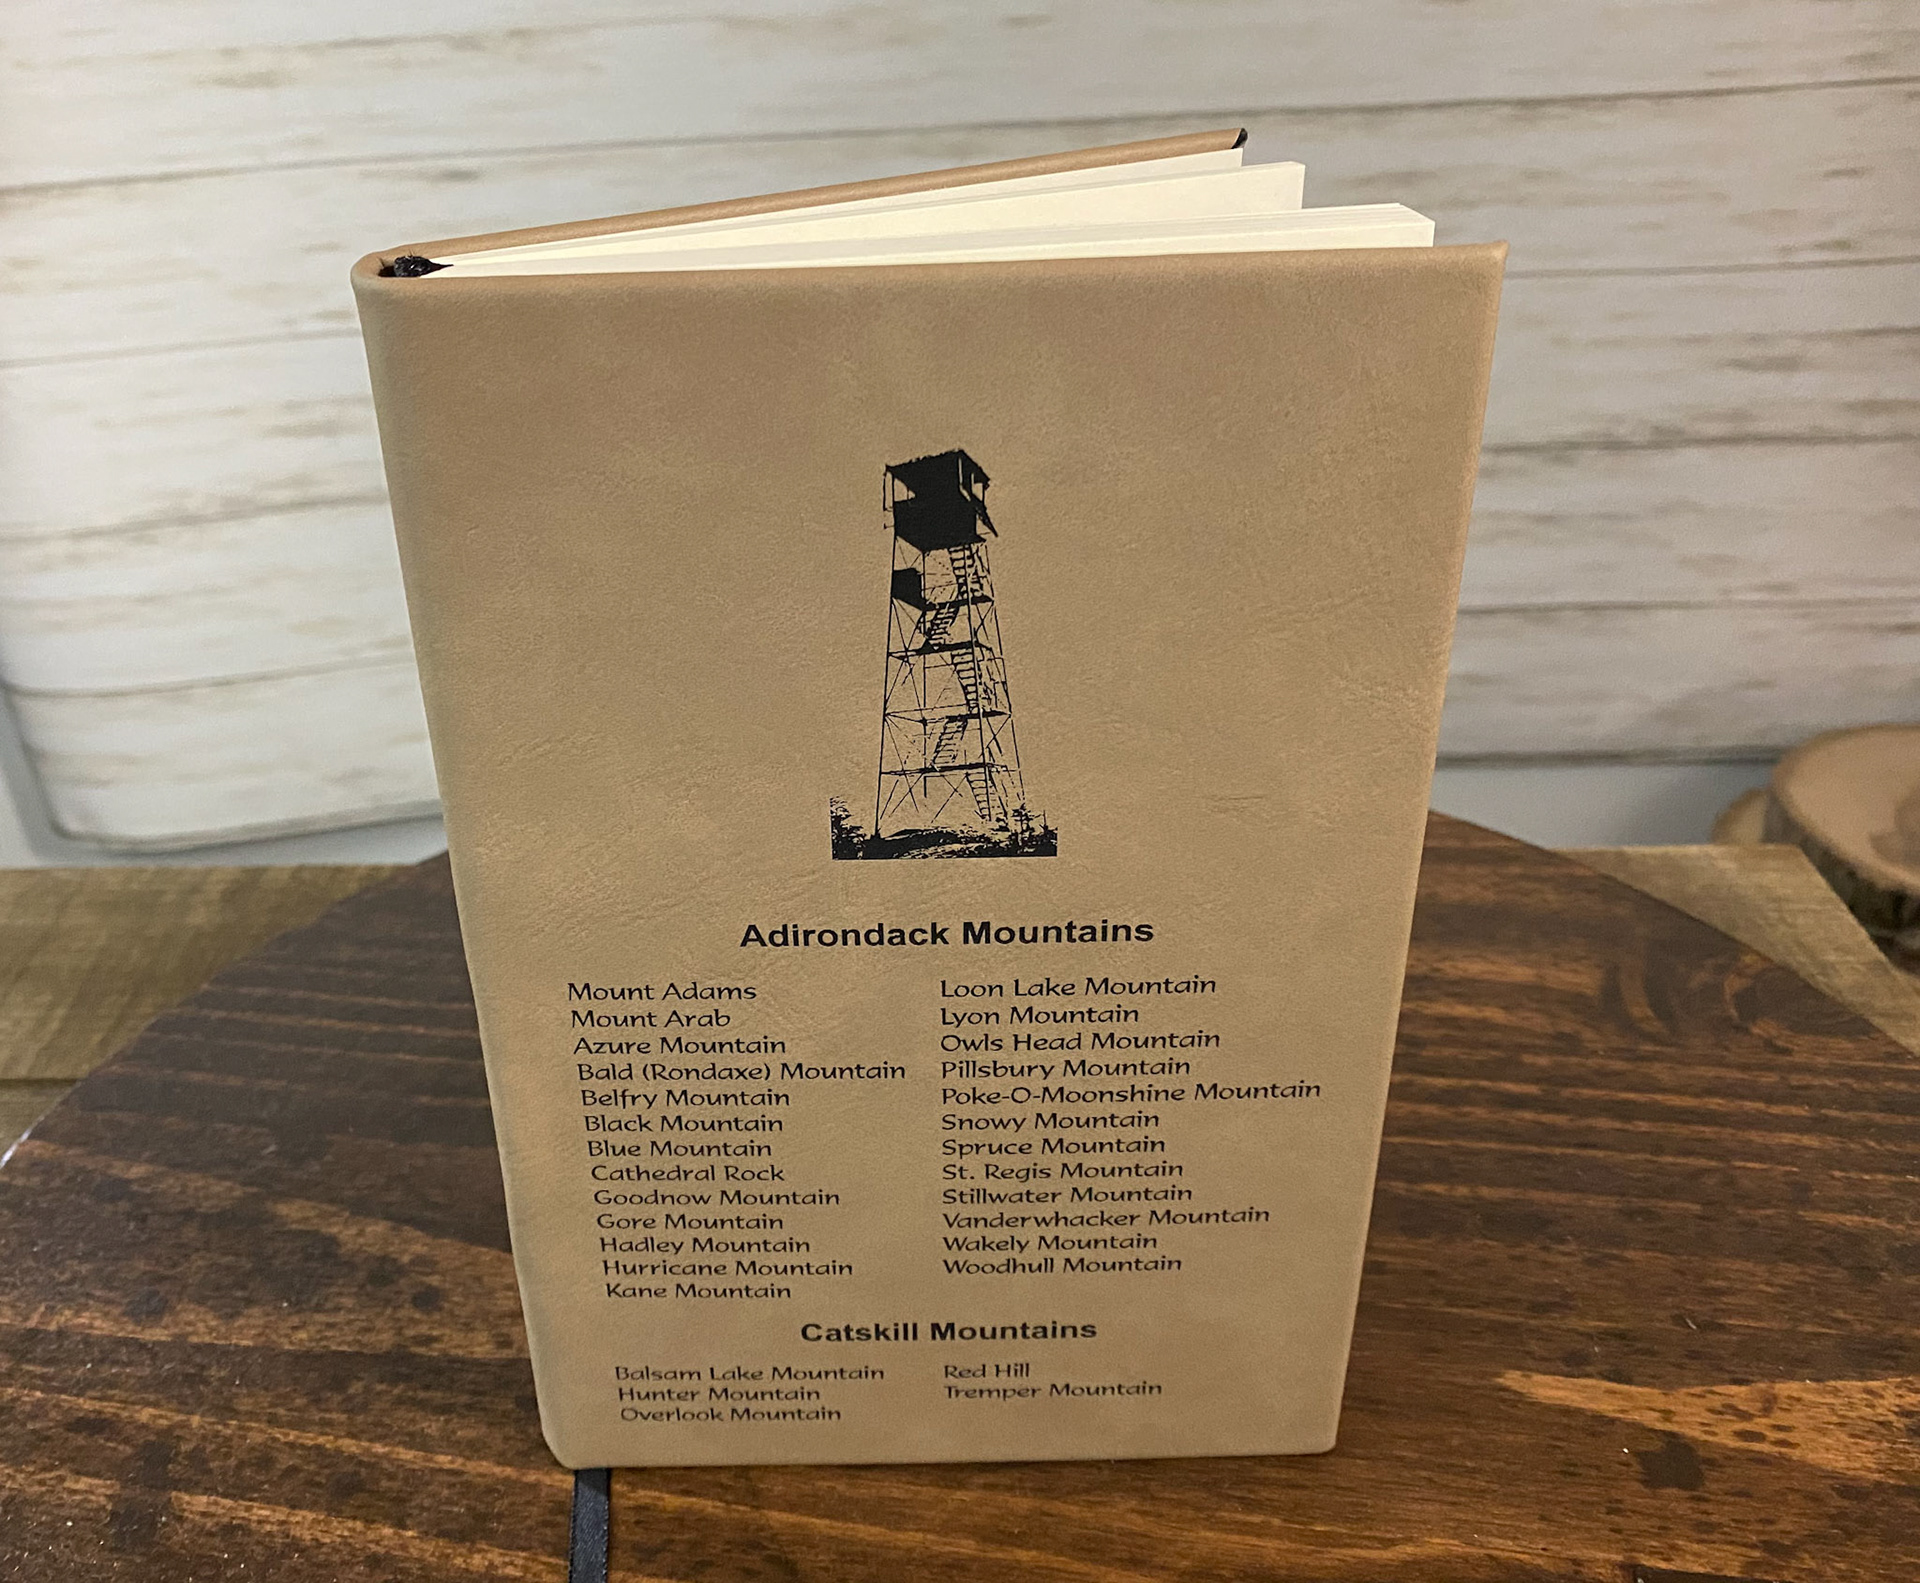 Adirondack Mountains
Mount Adams
Mount Arab
Azure Mountain
Bald (Rondaxe) Mountain
Belfry Mountain
Black Mountain
Blue Mountain
Cathedral Rock
Goodnow Mountain
Gore Mountain
Hadley Mountain
Hurricane Mountain
Kane Mountain
Loon Lake Mountain
Lyon Mountain
Owls Head Mountain
Pillsbury Mountain
Poke-O-Moonshine Mountain
Snowy Mountain
Spruce Mountain
St. Regis Mountain
Stillwater Mountain
Vanderwhacker Mountain
Wakely Mountain
Woodhull Mountain
Catskill Mountains
Balsam Lake Mountain
Hunter Mountain
Overlook Mountain
Red Hill
Tremper Mountain